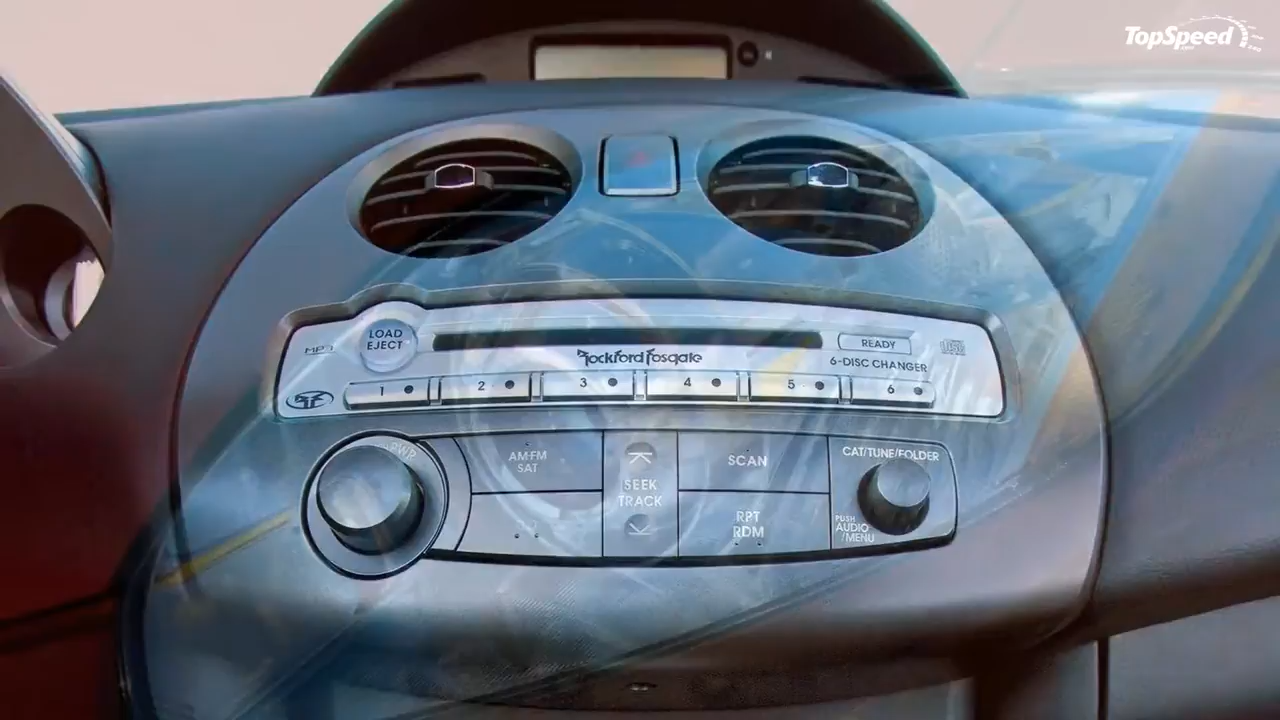 TopSpeed
.com
LOAD
EJECT
MP3
READY
Rockford Fosgate
6-DISC CHANGER
1 2 3 4 5 6
PWR
AM·FM
SAT
SEEK
TRACK
SCAN
RPT
RDM
CAT/TUNE/FOLDER
PUSH
AUDIO
/MENU